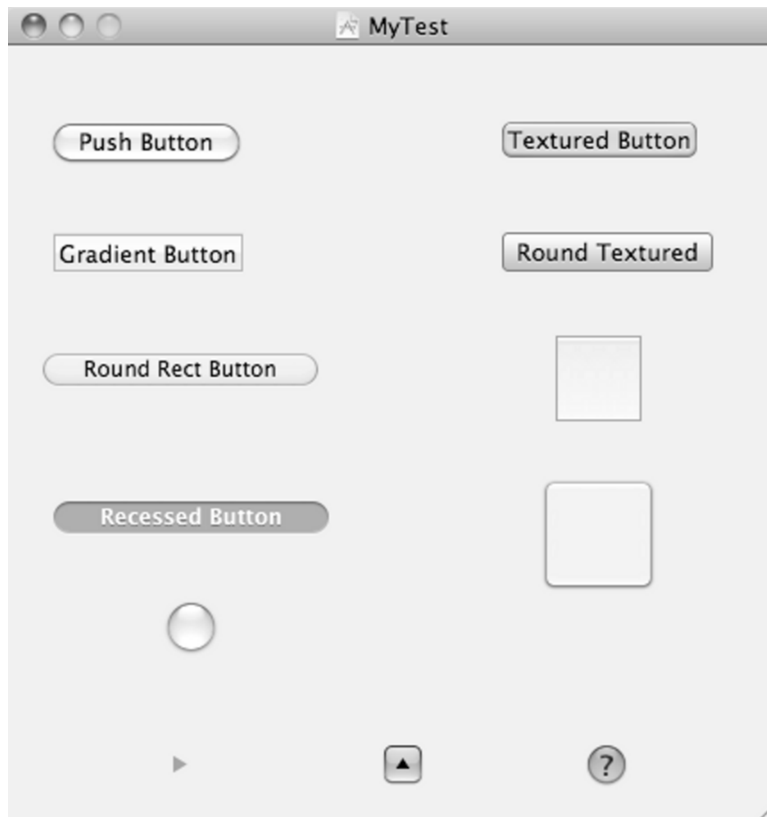 MyTest
Push Button
Textured Button
Gradient Button
Round Textured
Round Rect Button
Recessed Button
?